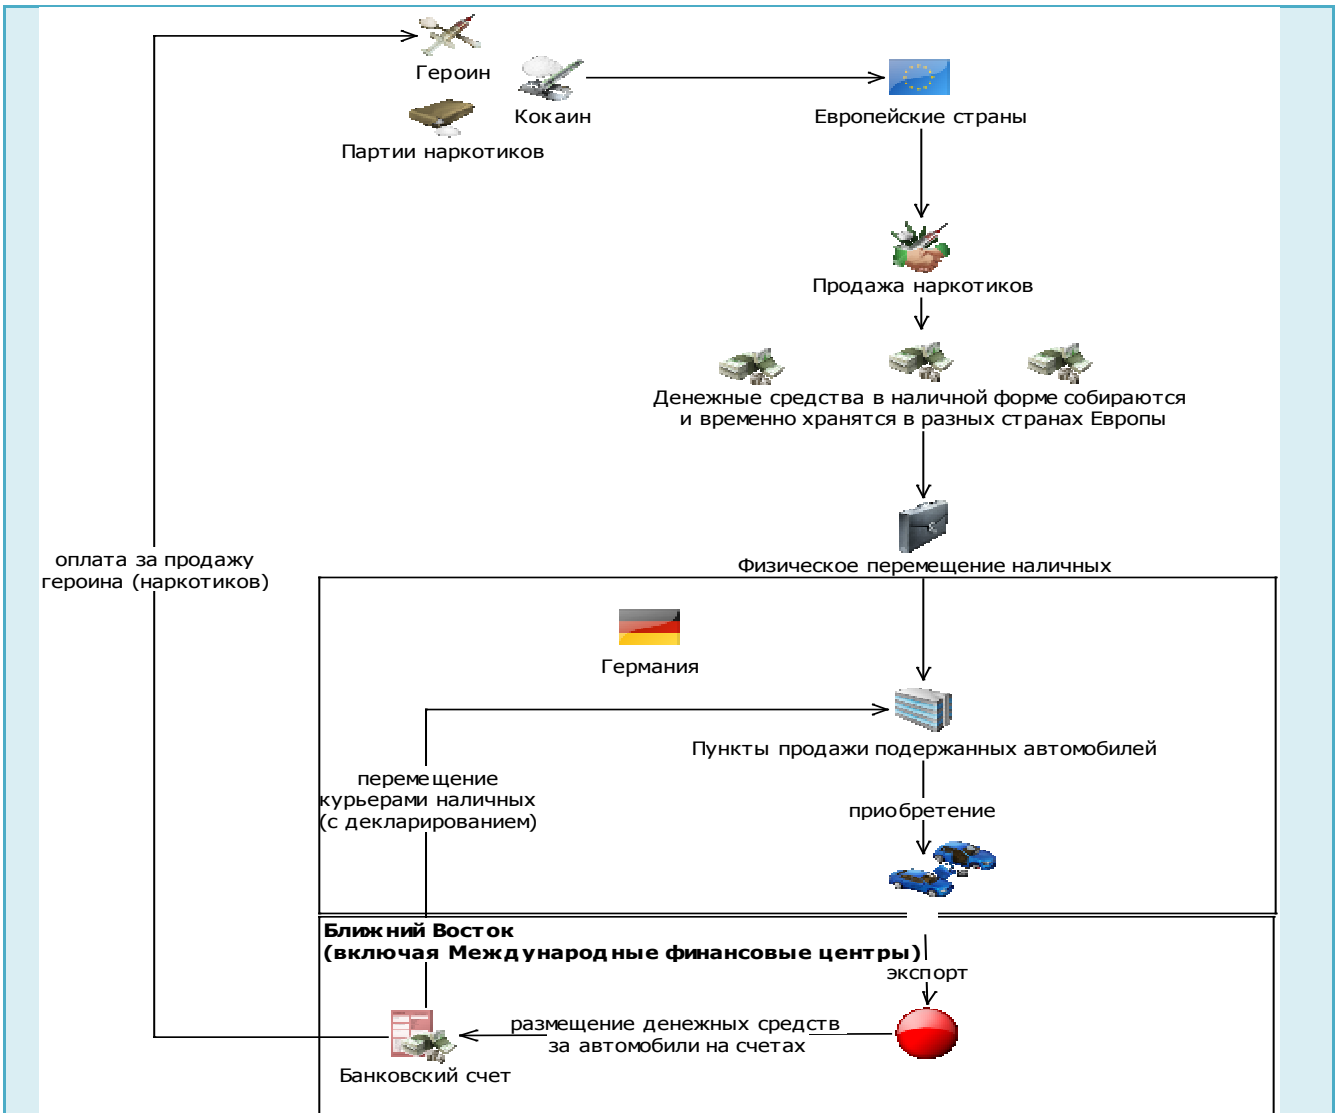 Героин
Кокаин
Партии наркотиков
Европейские страны
Продажа наркотиков
Денежные средства в наличной форме собираются
и временно хранятся в разных странах Европы
Физическое перемещение наличных
оплата за продажу
героина (наркотиков)
Германия
Пункты продажи подержанных автомобилей
перемещение
курьерами наличных
(с декларированием)
приобретение
Ближний Восток
(включая Международные финансовые центры)
экспорт
размещение денежных средств
за автомобили на счетах
Банковский счет